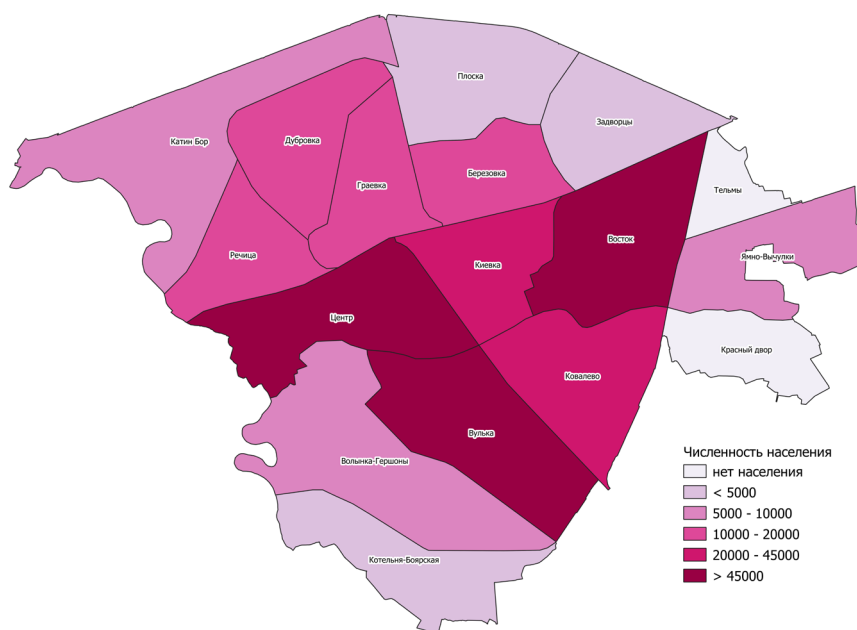 Плоска
Задворцы
Катин Бор
Дубровка
Березовка
Граевка
Тельмы
Восток
Речица
Киевка
Ямно-Вычулки
Центр
Красный двор
Ковалево
Вулька
Волынка-Гершоны
Котельня-Боярская
Численность населения
нет населения
< 5000
5000 - 10000
10000 - 20000
20000 - 45000
> 45000